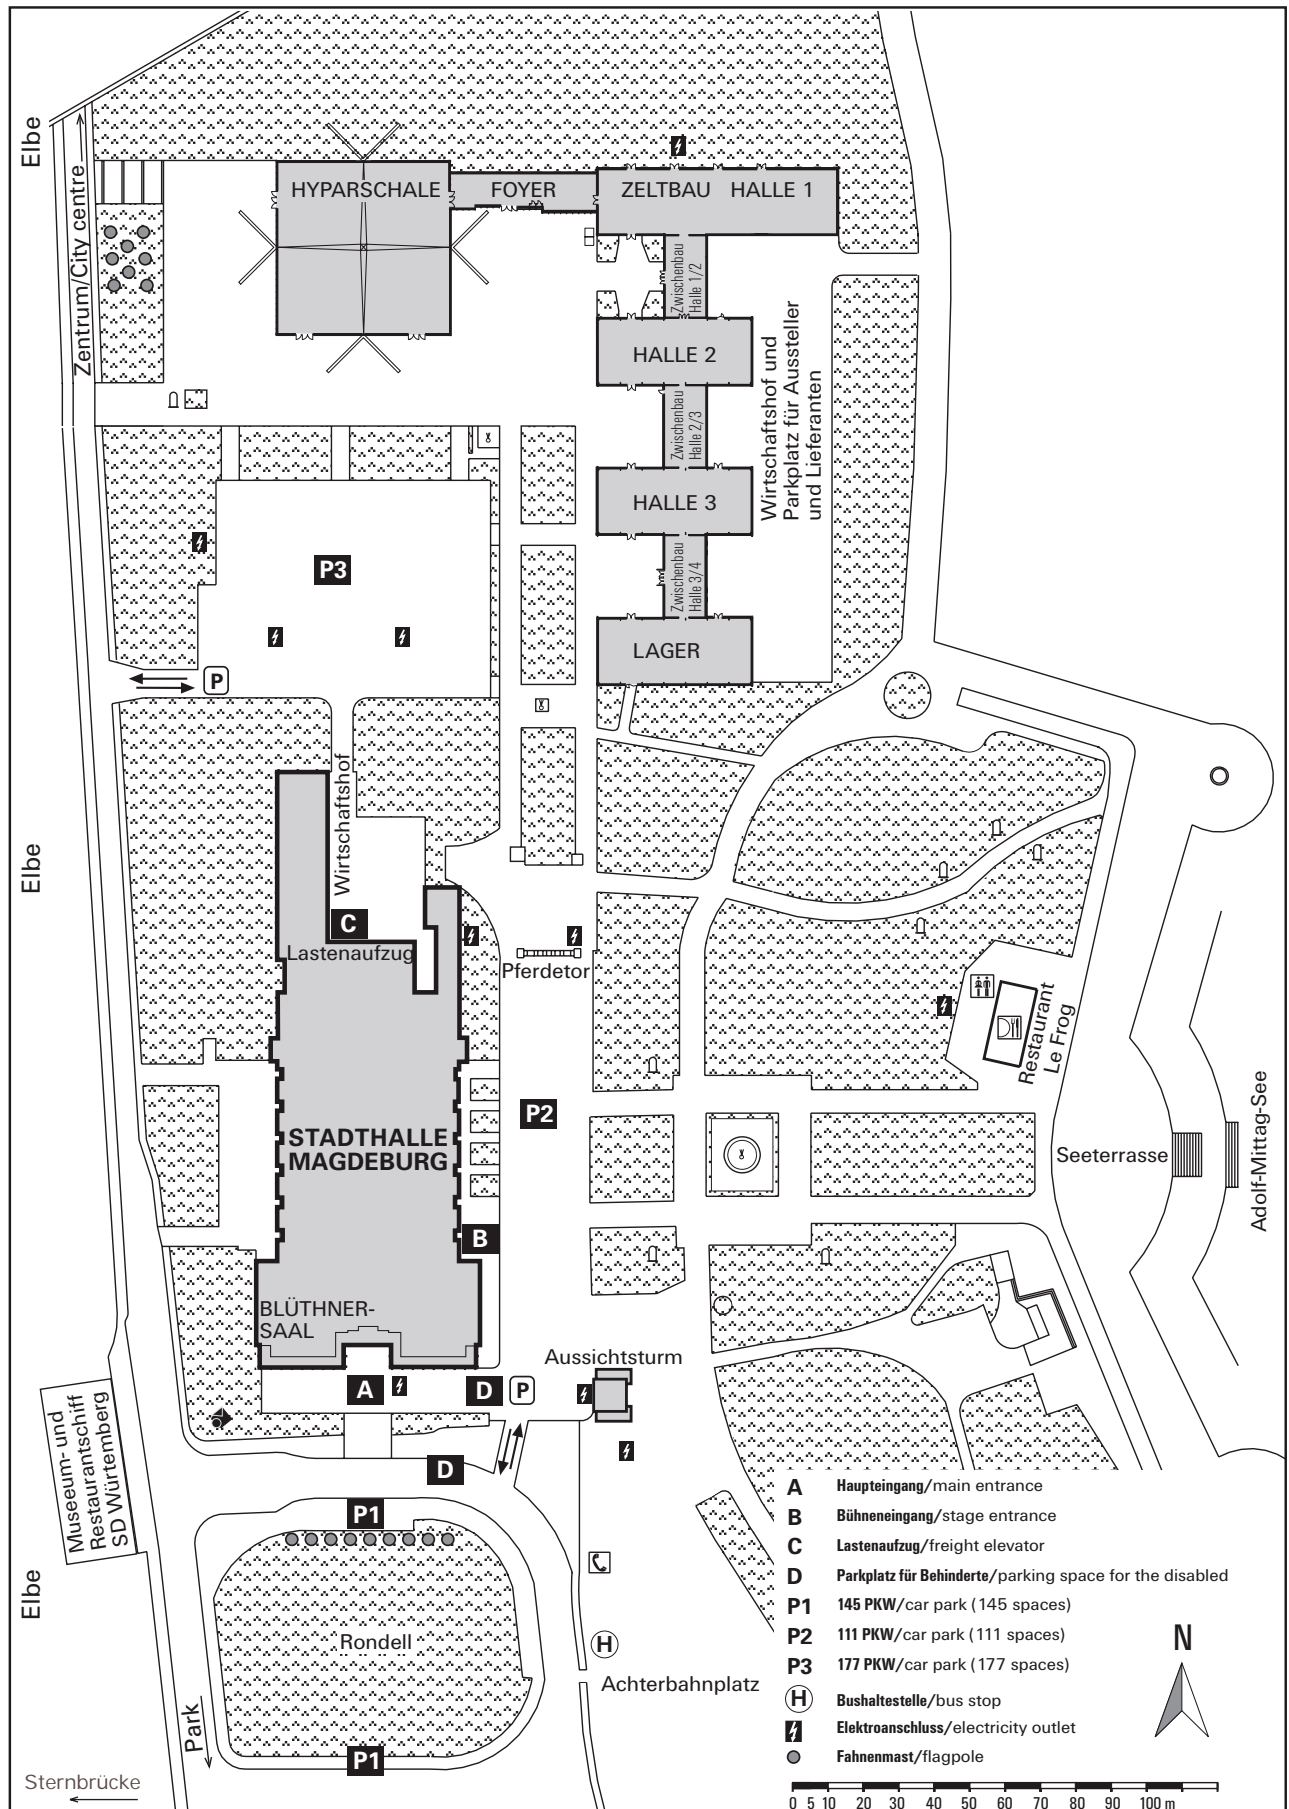 Elbe
Zentrum/City centre
HYPARSCHALE
FOYER
ZELTBAU HALLE 1
Zwischenbau
Halle 1/2
HALLE 2
Zwischenbau
Halle 2/3
Wirtschaftshof und
Parkplatz für Aussteller
und Lieferanten
HALLE 3
Zwischenbau
Halle 3/4
P3
LAGER
P
Wirtschaftshof
Elbe
C
Lastenaufzug
Pferdetor
Restaurant
Le Frog
P2
STADTHALLE
MAGDEBURG
Seeterrasse
Adolf-Mittag-See
B
BLÜTHNER-
SAAL
Aussichtsturm
A
D
P
D
Museeum- und
Restaurantschiff
SD Würtemberg
P1
Elbe
Rondell
H
Achterbahnplatz
Park
P1
Sternbrücke
A Haupteingang/main entrance
B Bühneneingang/stage entrance
C Lastenaufzug/freight elevator
D Parkplatz für Behinderte/parking space for the disabled
P1 145 PKW/car park (145 spaces)
P2 111 PKW/car park (111 spaces)
P3 177 PKW/car park (177 spaces)
H Bushaltestelle/bus stop
Elektroanschluss/electricity outlet
Fahnenmast/flagpole
N
0 5 10 20 30 40 50 60 70 80 90 100 m